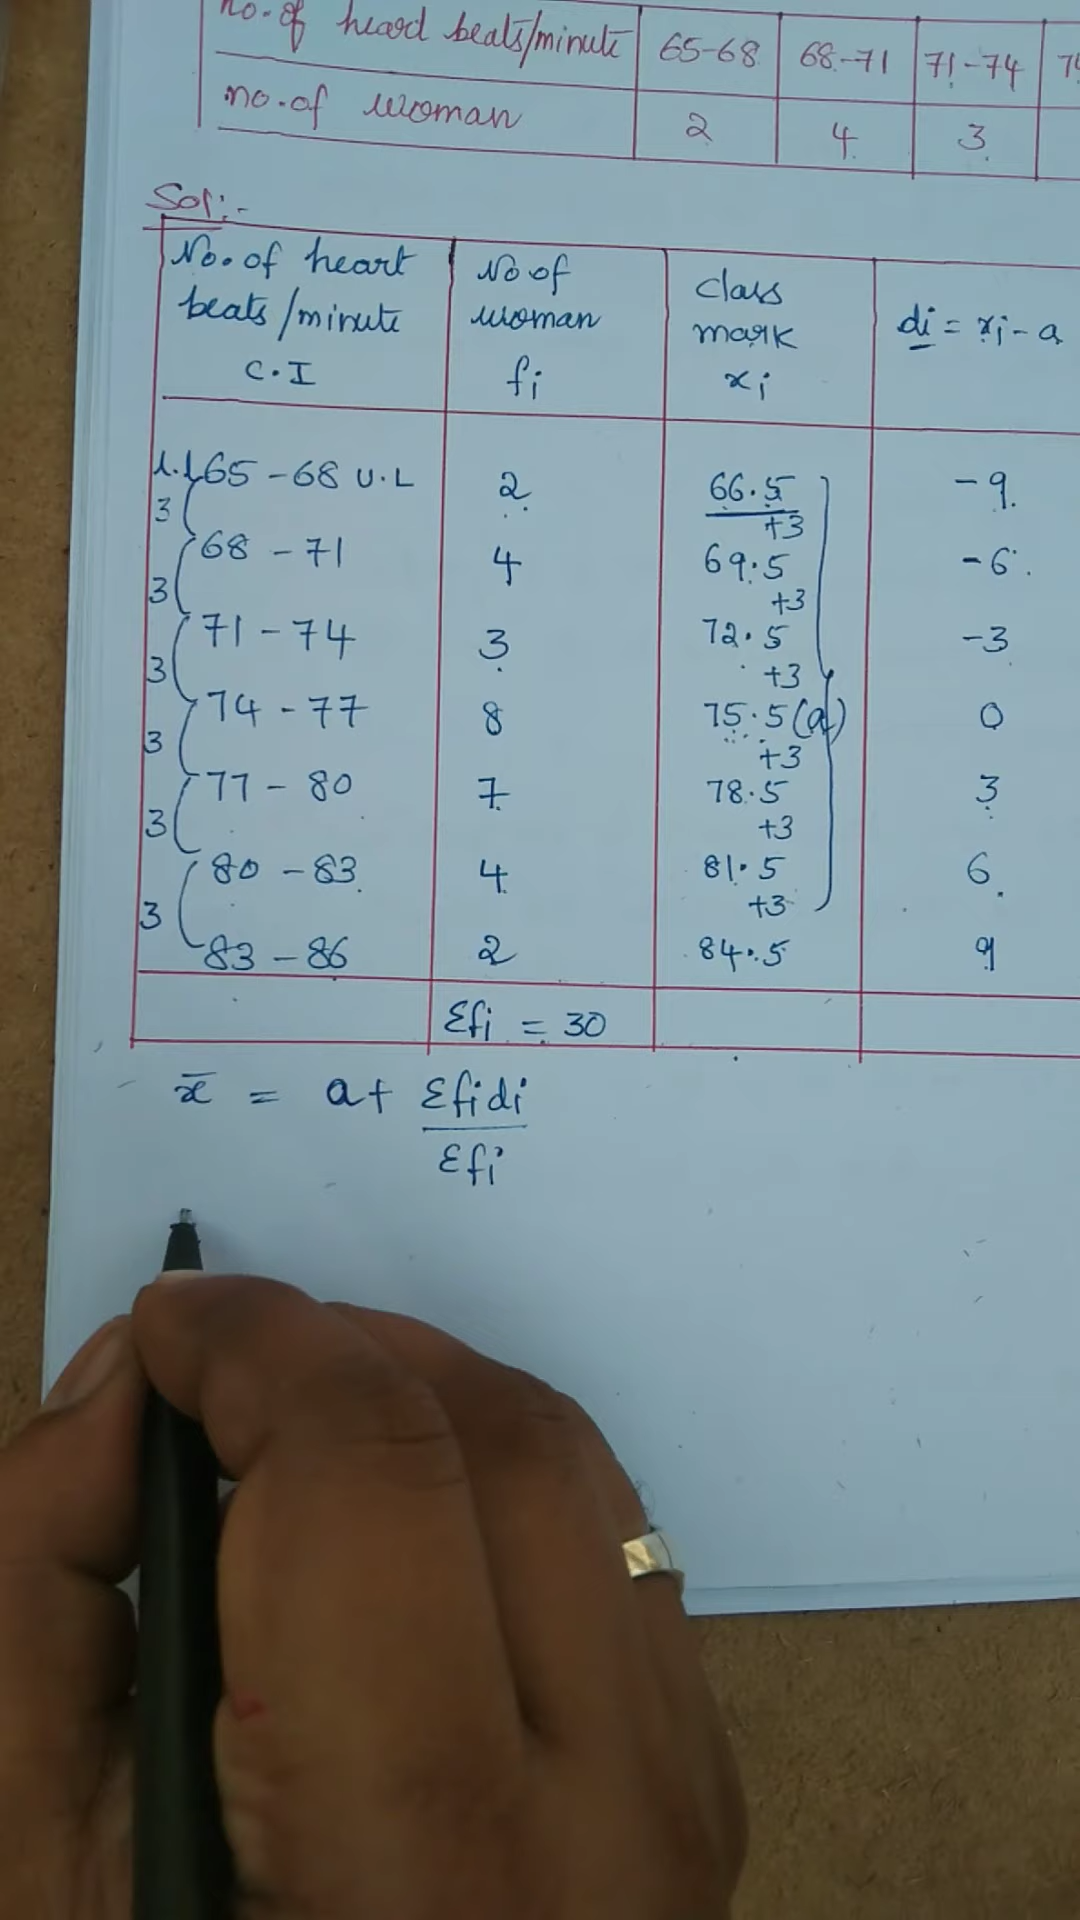 no. of heard beats/minute 65-68 68-71 71-74
no. of woman 2 4 3
Sol:-
No. of heart beats/minute C.I No of woman fi class mark xi di = xi - a
L.L 65 - 68 U.L 2 66.5 -9
3 +3
68 - 71 4 69.5 -6
3 +3
71 - 74 3 72.5 -3
3 +3
74 - 77 8 75.5 (a) 0
3 +3
77 - 80 7 78.5 3
3 +3
80 - 83 4 81.5 6
3 +3
83 - 86 2 84.5 9
Σfi = 30
x̄ = a + Σfidi
Σfi